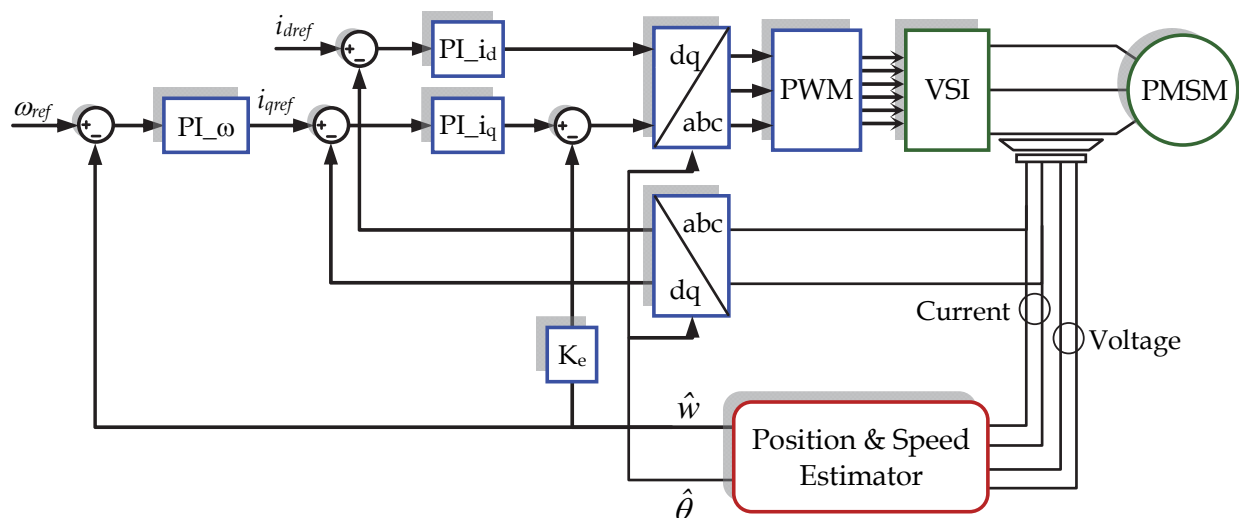 i_dref
+
-
PI_i_d
dq
abc
PWM
VSI
PMSM
ω_ref
+
-
PI_ω
i_qref
+
-
PI_i_q
+
-
abc
dq
Current
Voltage
K_e
ŵ
Position & Speed
Estimator
θ̂